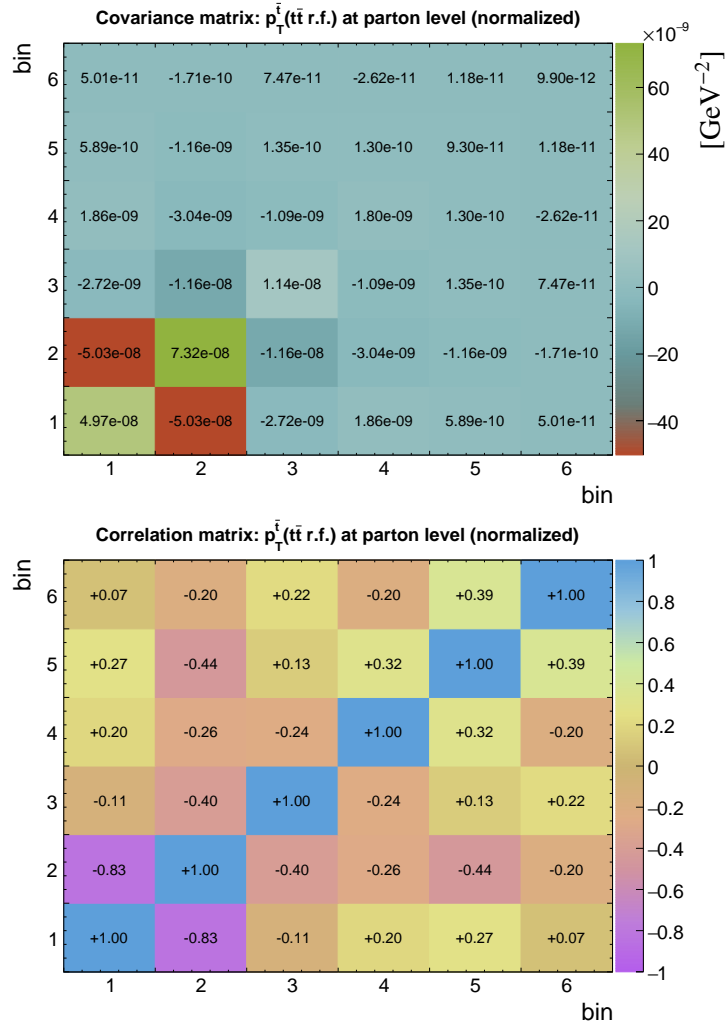 Covariance matrix: p_T^t̄(tt̄ r.f.) at parton level (normalized)
×10⁻⁹
bin
[GeV⁻²]
6 5.01e-11 -1.71e-10 7.47e-11 -2.62e-11 1.18e-11 9.90e-12
5 5.89e-10 -1.16e-09 1.35e-10 1.30e-10 9.30e-11 1.18e-11
4 1.86e-09 -3.04e-09 -1.09e-09 1.80e-09 1.30e-10 -2.62e-11
3 -2.72e-09 -1.16e-08 1.14e-08 -1.09e-09 1.35e-10 7.47e-11
2 -5.03e-08 7.32e-08 -1.16e-08 -3.04e-09 -1.16e-09 -1.71e-10
1 4.97e-08 -5.03e-08 -2.72e-09 1.86e-09 5.89e-10 5.01e-11
1 2 3 4 5 6
bin
60
40
20
0
−20
−40
Correlation matrix: p_T^t̄(tt̄ r.f.) at parton level (normalized)
bin
6 +0.07 -0.20 +0.22 -0.20 +0.39 +1.00
5 +0.27 -0.44 +0.13 +0.32 +1.00 +0.39
4 +0.20 -0.26 -0.24 +1.00 +0.32 -0.20
3 -0.11 -0.40 +1.00 -0.24 +0.13 +0.22
2 -0.83 +1.00 -0.40 -0.26 -0.44 -0.20
1 +1.00 -0.83 -0.11 +0.20 +0.27 +0.07
1 2 3 4 5 6
bin
1
0.8
0.6
0.4
0.2
0
−0.2
−0.4
−0.6
−0.8
−1